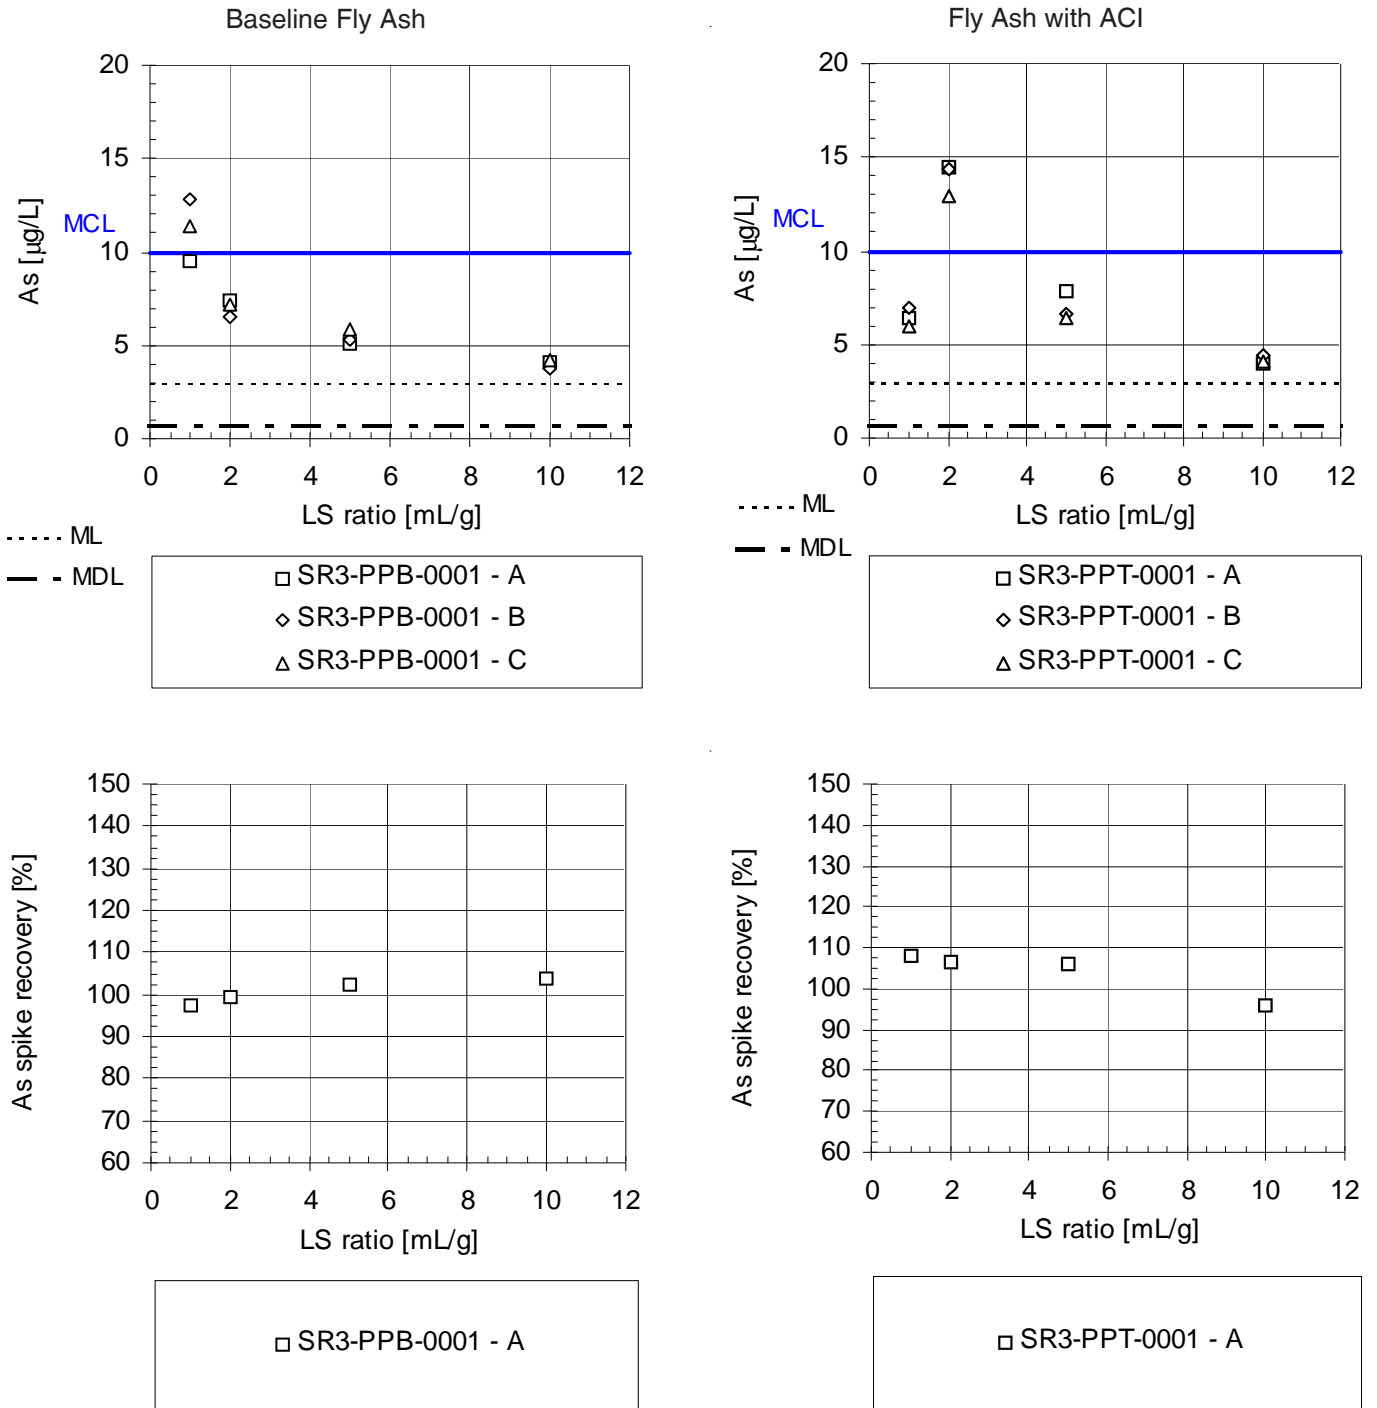 Baseline Fly Ash
20
15
MCL
10
5
0
As [µg/L]
0 2 4 6 8 10 12
LS ratio [mL/g]
ML
MDL
SR3-PPB-0001 - A
SR3-PPB-0001 - B
SR3-PPB-0001 - C
Fly Ash with ACI
20
15
MCL
10
5
0
As [µg/L]
0 2 4 6 8 10 12
LS ratio [mL/g]
ML
MDL
SR3-PPT-0001 - A
SR3-PPT-0001 - B
SR3-PPT-0001 - C
150
140
130
120
110
100
90
80
70
60
As spike recovery [%]
0 2 4 6 8 10 12
LS ratio [mL/g]
SR3-PPB-0001 - A
150
140
130
120
110
100
90
80
70
60
As spike recovery [%]
0 2 4 6 8 10 12
LS ratio [mL/g]
SR3-PPT-0001 - A